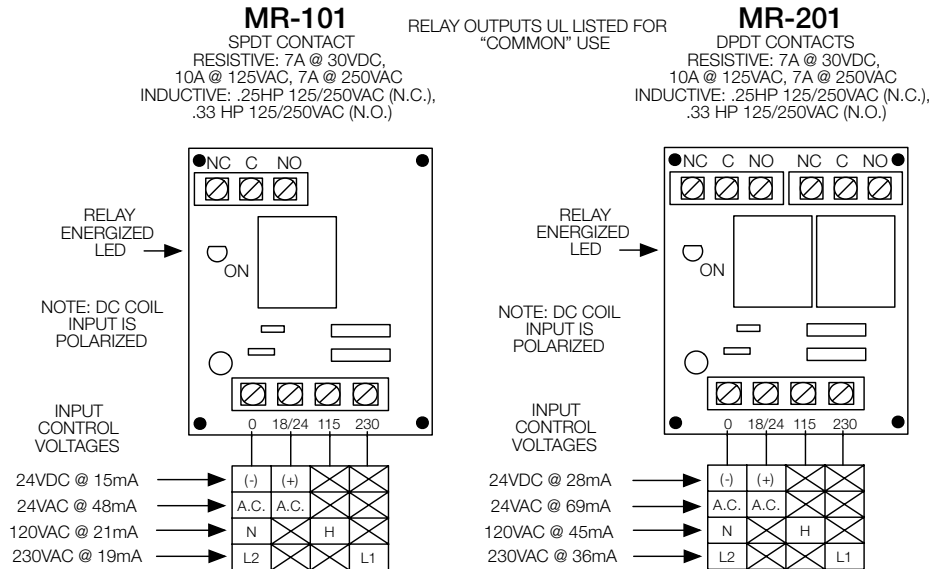 MR-101
SPDT CONTACT
RESISTIVE: 7A @ 30VDC,
10A @ 125VAC, 7A @ 250VAC
INDUCTIVE: .25HP 125/250VAC (N.C.),
.33 HP 125/250VAC (N.O.)
RELAY OUTPUTS UL LISTED FOR
“COMMON” USE
MR-201
DPDT CONTACTS
RESISTIVE: 7A @ 30VDC,
10A @ 125VAC, 7A @ 250VAC
INDUCTIVE: .25HP 125/250VAC (N.C.),
.33 HP 125/250VAC (N.O.)
NC C NO
RELAY
ENERGIZED
LED
ON
NOTE: DC COIL
INPUT IS
POLARIZED
INPUT
CONTROL
VOLTAGES
0 18/24 115 230
24VDC @ 15mA (-) (+)
24VAC @ 48mA A.C. A.C.
120VAC @ 21mA N H
230VAC @ 19mA L2 L1
NC C NO NC C NO
RELAY
ENERGIZED
LED
ON
NOTE: DC COIL
INPUT IS
POLARIZED
INPUT
CONTROL
VOLTAGES
0 18/24 115 230
24VDC @ 28mA (-) (+)
24VAC @ 69mA A.C. A.C.
120VAC @ 45mA N H
230VAC @ 36mA L2 L1